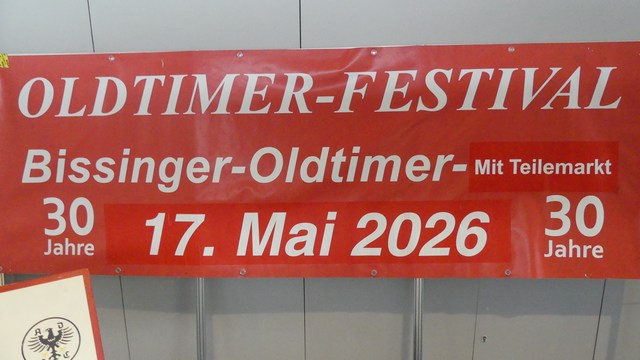 OLDTIMER-FESTIVAL
Bissinger-Oldtimer- Mit Teilemarkt
30 Jahre
17. Mai 2026
30 Jahre
A D
C